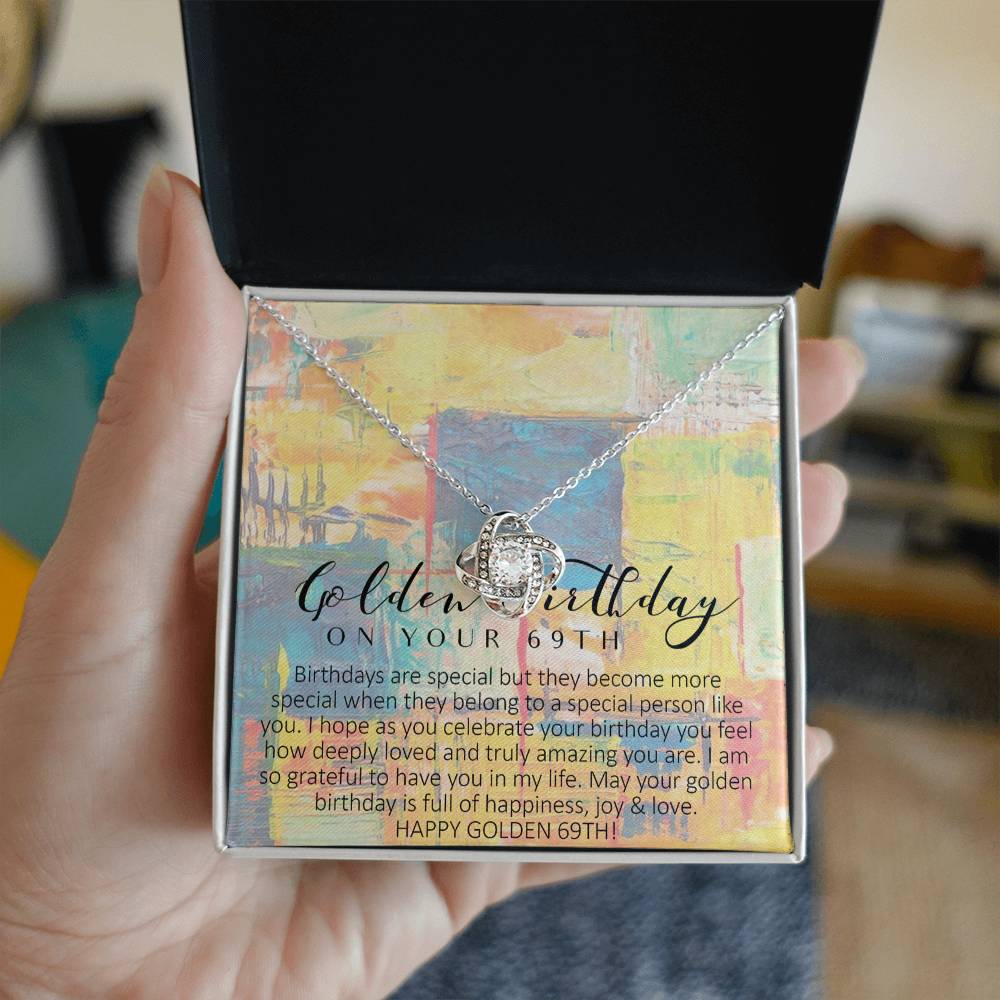 Golden Birthday
ON YOUR 69TH
Birthdays are special but they become more
special when they belong to a special person like
you. I hope as you celebrate your birthday you feel
how deeply loved and truly amazing you are. I am
so grateful to have you in my life. May your golden
birthday is full of happiness, joy & love.
HAPPY GOLDEN 69TH!